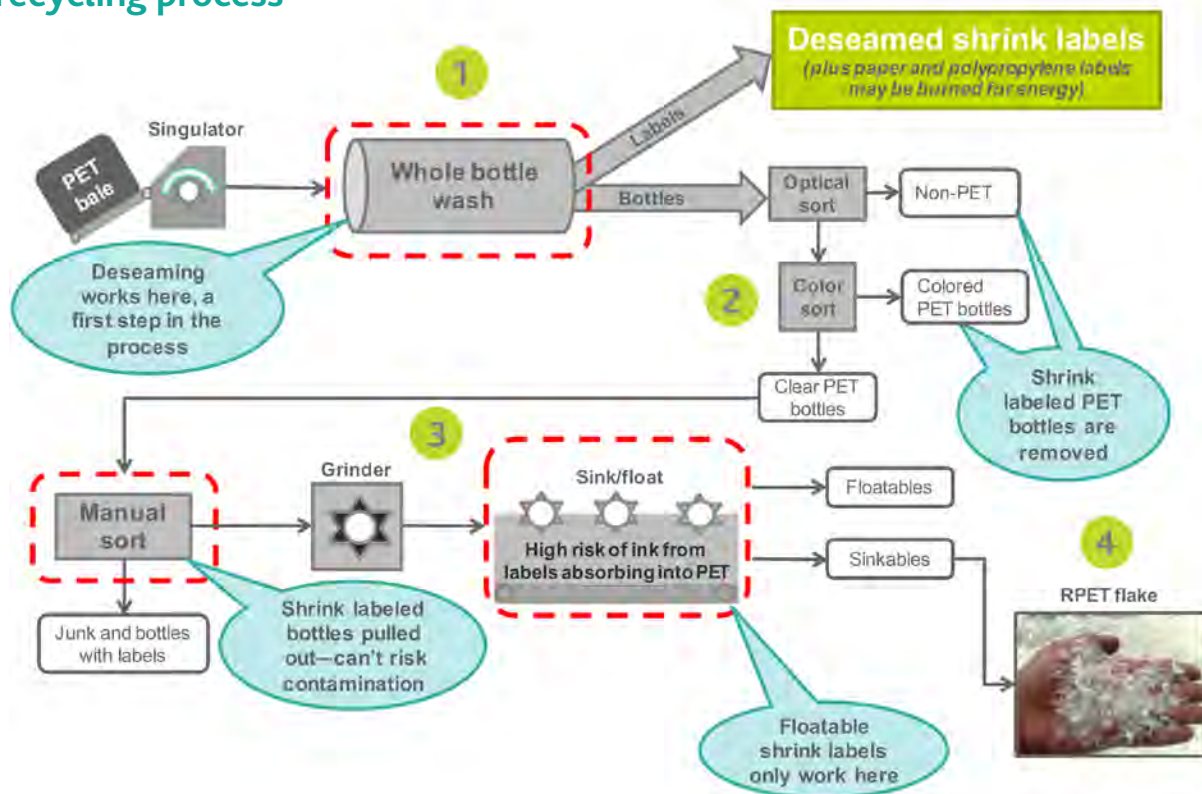 recycling process
1
Deseamed shrink labels
(plus paper and polypropylene labels
may be burned for energy)
Singulator
PET
bale
Whole bottle
wash
Labels
Bottles
Optical
sort
Non-PET
Deseaming
works here, a
first step in the
process
2
Color
sort
Colored
PET bottles
Clear PET
bottles
Shrink
labeled PET
bottles are
removed
3
Manual
sort
Grinder
Sink/float
High risk of ink from
labels absorbing into PET
Floatables
Sinkables
4
RPET flake
Junk and bottles
with labels
Shrink labeled
bottles pulled
out—can't risk
contamination
Floatable
shrink labels
only work here